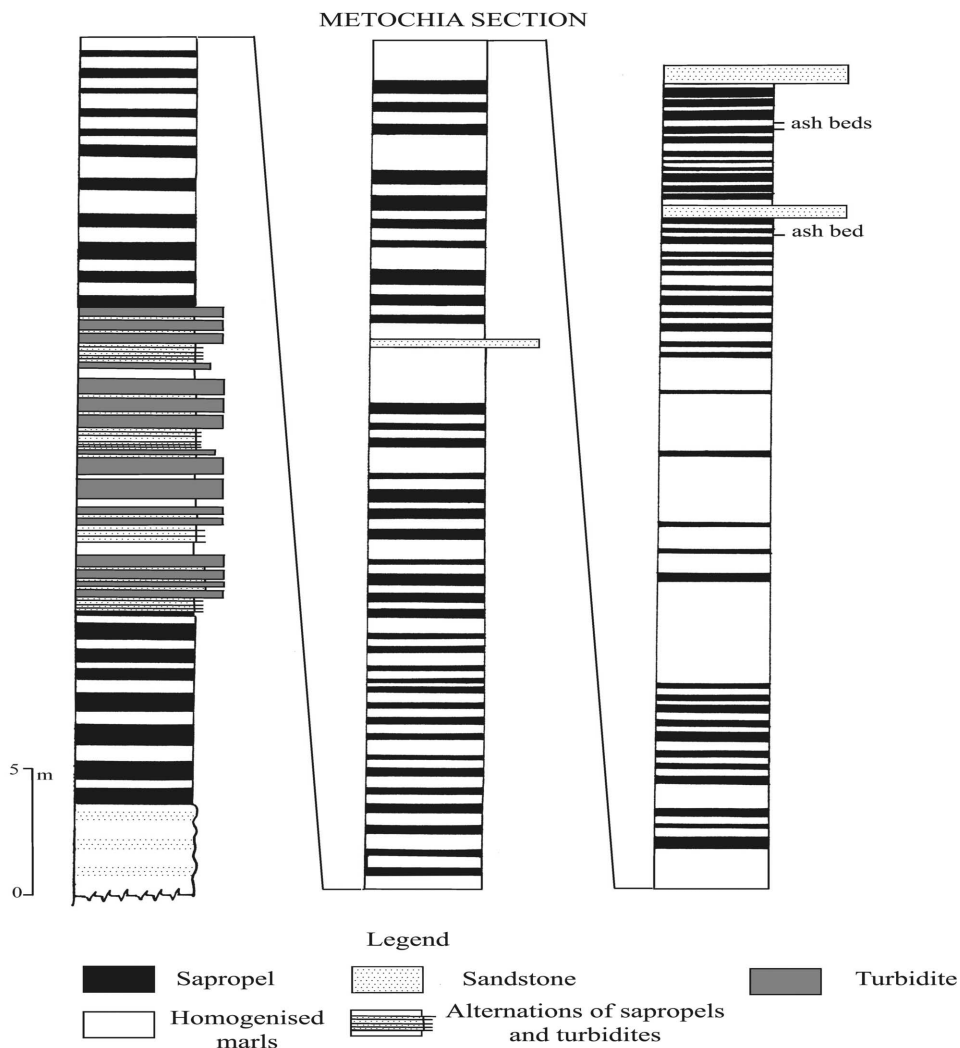 METOCHIA SECTION
ash beds
ash bed
5
m
0
Legend
Sapropel
Sandstone
Turbidite
Homogenised
marls
Alternations of sapropels
and turbidites